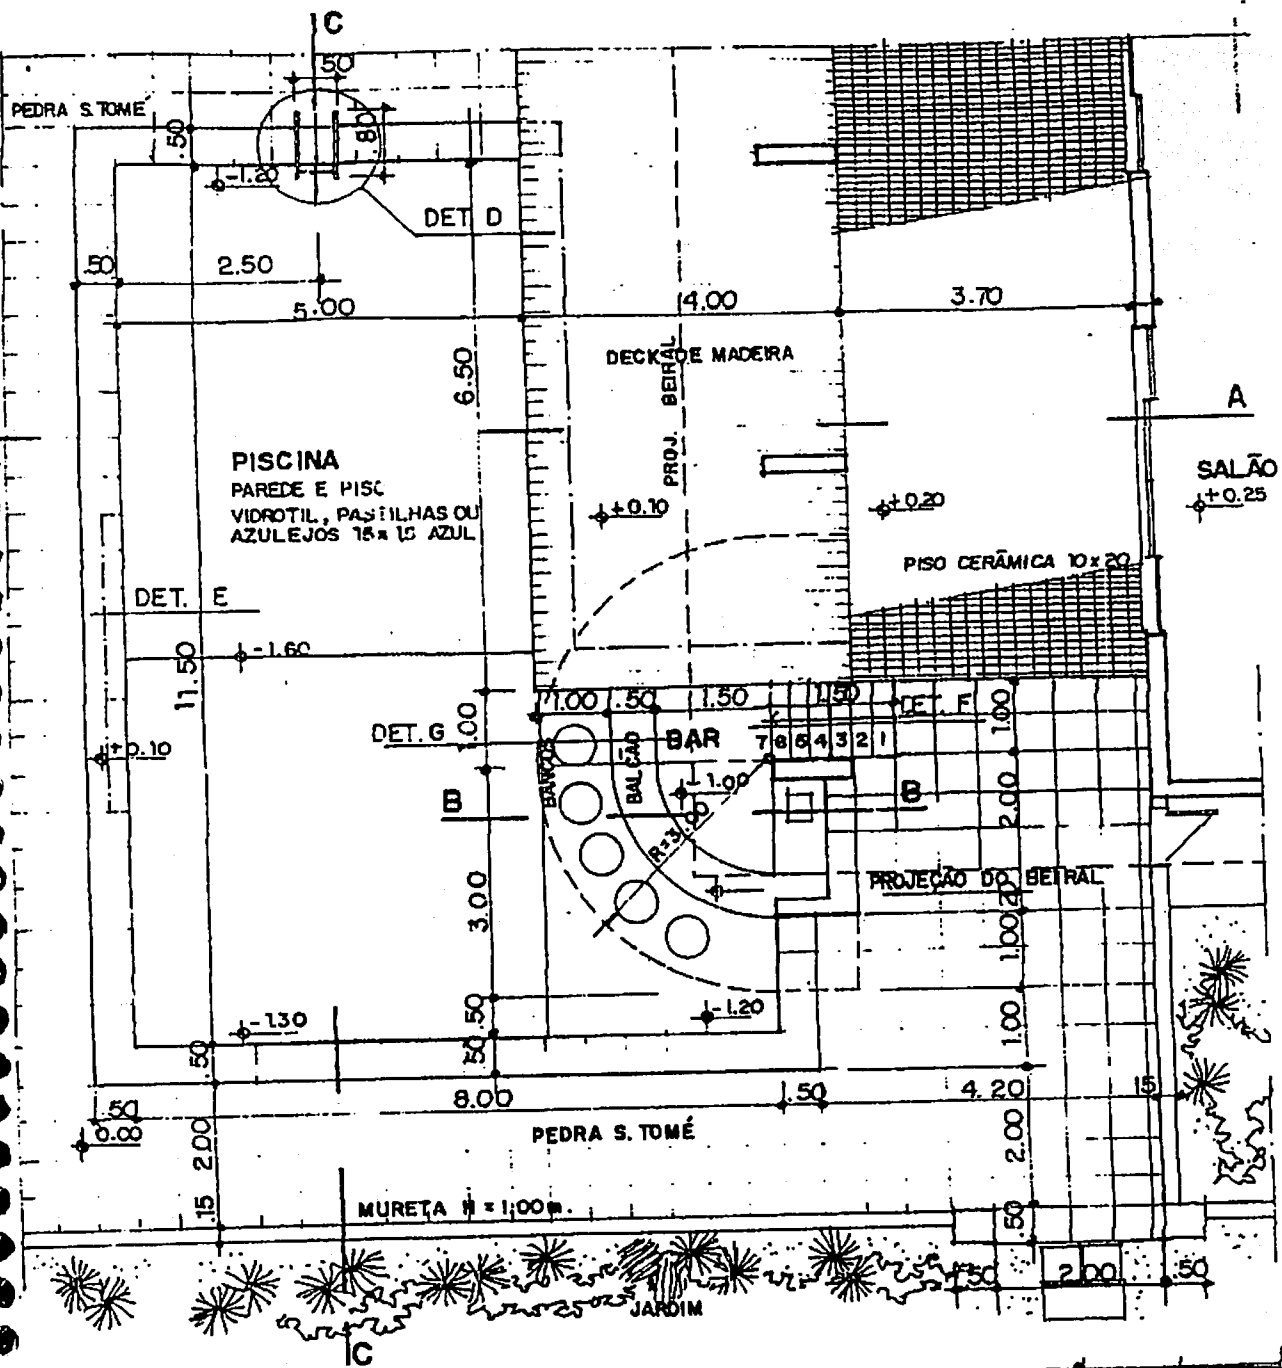 C
.50
PEDRA S. TOMÉ
.50
.80
-1.20
DET. D
.50
2.50
5.00
4.00
3.70
DECK DE MADEIRA
6.50
PROJ. BEIRAL
A
PISCINA
PAREDE E PISO
VIDROTIL, PASTILHAS OU
AZULEJOS 15x15 AZUL
SALÃO
+0.10
+0.20
+0.25
PISO CERÂMICA 10x20
DET. E
-1.60
11.50
1.00
.50
1.50
1.50
DET. F
1.00
DET. G
1.00
BANCOS
BALCÃO
BAR
7 6 5 4 3 2 1
+0.10
-1.00
B
B
2.00
R=3.00
PROJEÇÃO DO BEIRAL
3.00
.20
1.00
-1.30
-1.20
.50
.50
.50
1.00
8.00
.50
4.20
15
.50
0.00
2.00
PEDRA S. TOMÉ
2.00
.15
MURETA H = 1.00 m.
.50
.50
2.00
.50
JARDIM
C